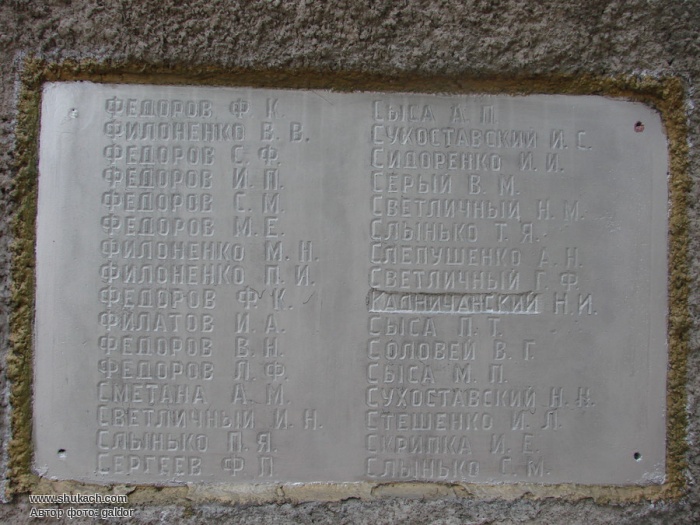 ФЕДОРОВ Ф. К.
ФИЛОНЕНКО В. В.
ФЕДОРОВ С. Ф.
ФЕДОРОВ И. П.
ФЕДОРОВ С. М.
ФЕДОРОВ М. Е.
ФИЛОНЕНКО М. Н.
ФИЛОНЕНКО П. И.
ФЕДОРОВ Ф. К.
ФИЛАТОВ И. А.
ФЕДОРОВ В. Н.
ФЕДОРОВ Л. Ф.
СМЕТАНА А. М.
СВЕТЛИЧНЫЙ И. Н.
СЛЫНЬКО П. Я.
СЕРГЕЕВ Ф. П.
СЫСА А. П.
СУХОСТАВСКИЙ И. С.
СИДОРЕНКО И. И.
СЕРЫЙ В. М.
СВЕТЛИЧНЫЙ Н. М.
СЛЫНЬКО Т. Я.
СЛЕПУШЕНКО А. Н.
СВЕТЛИЧНЫЙ Г. Ф.
Н. И.
СЫСА П. Т.
СОЛОВЕЙ В. Г.
СЫСА М. П.
СУХОСТАВСКИЙ Н. Н.
СТЕШЕНКО И. Л.
СКРИПКА И. Е.
СЛЫНЬКО С. М.
www.shukach.com
Автор фото: gaktor